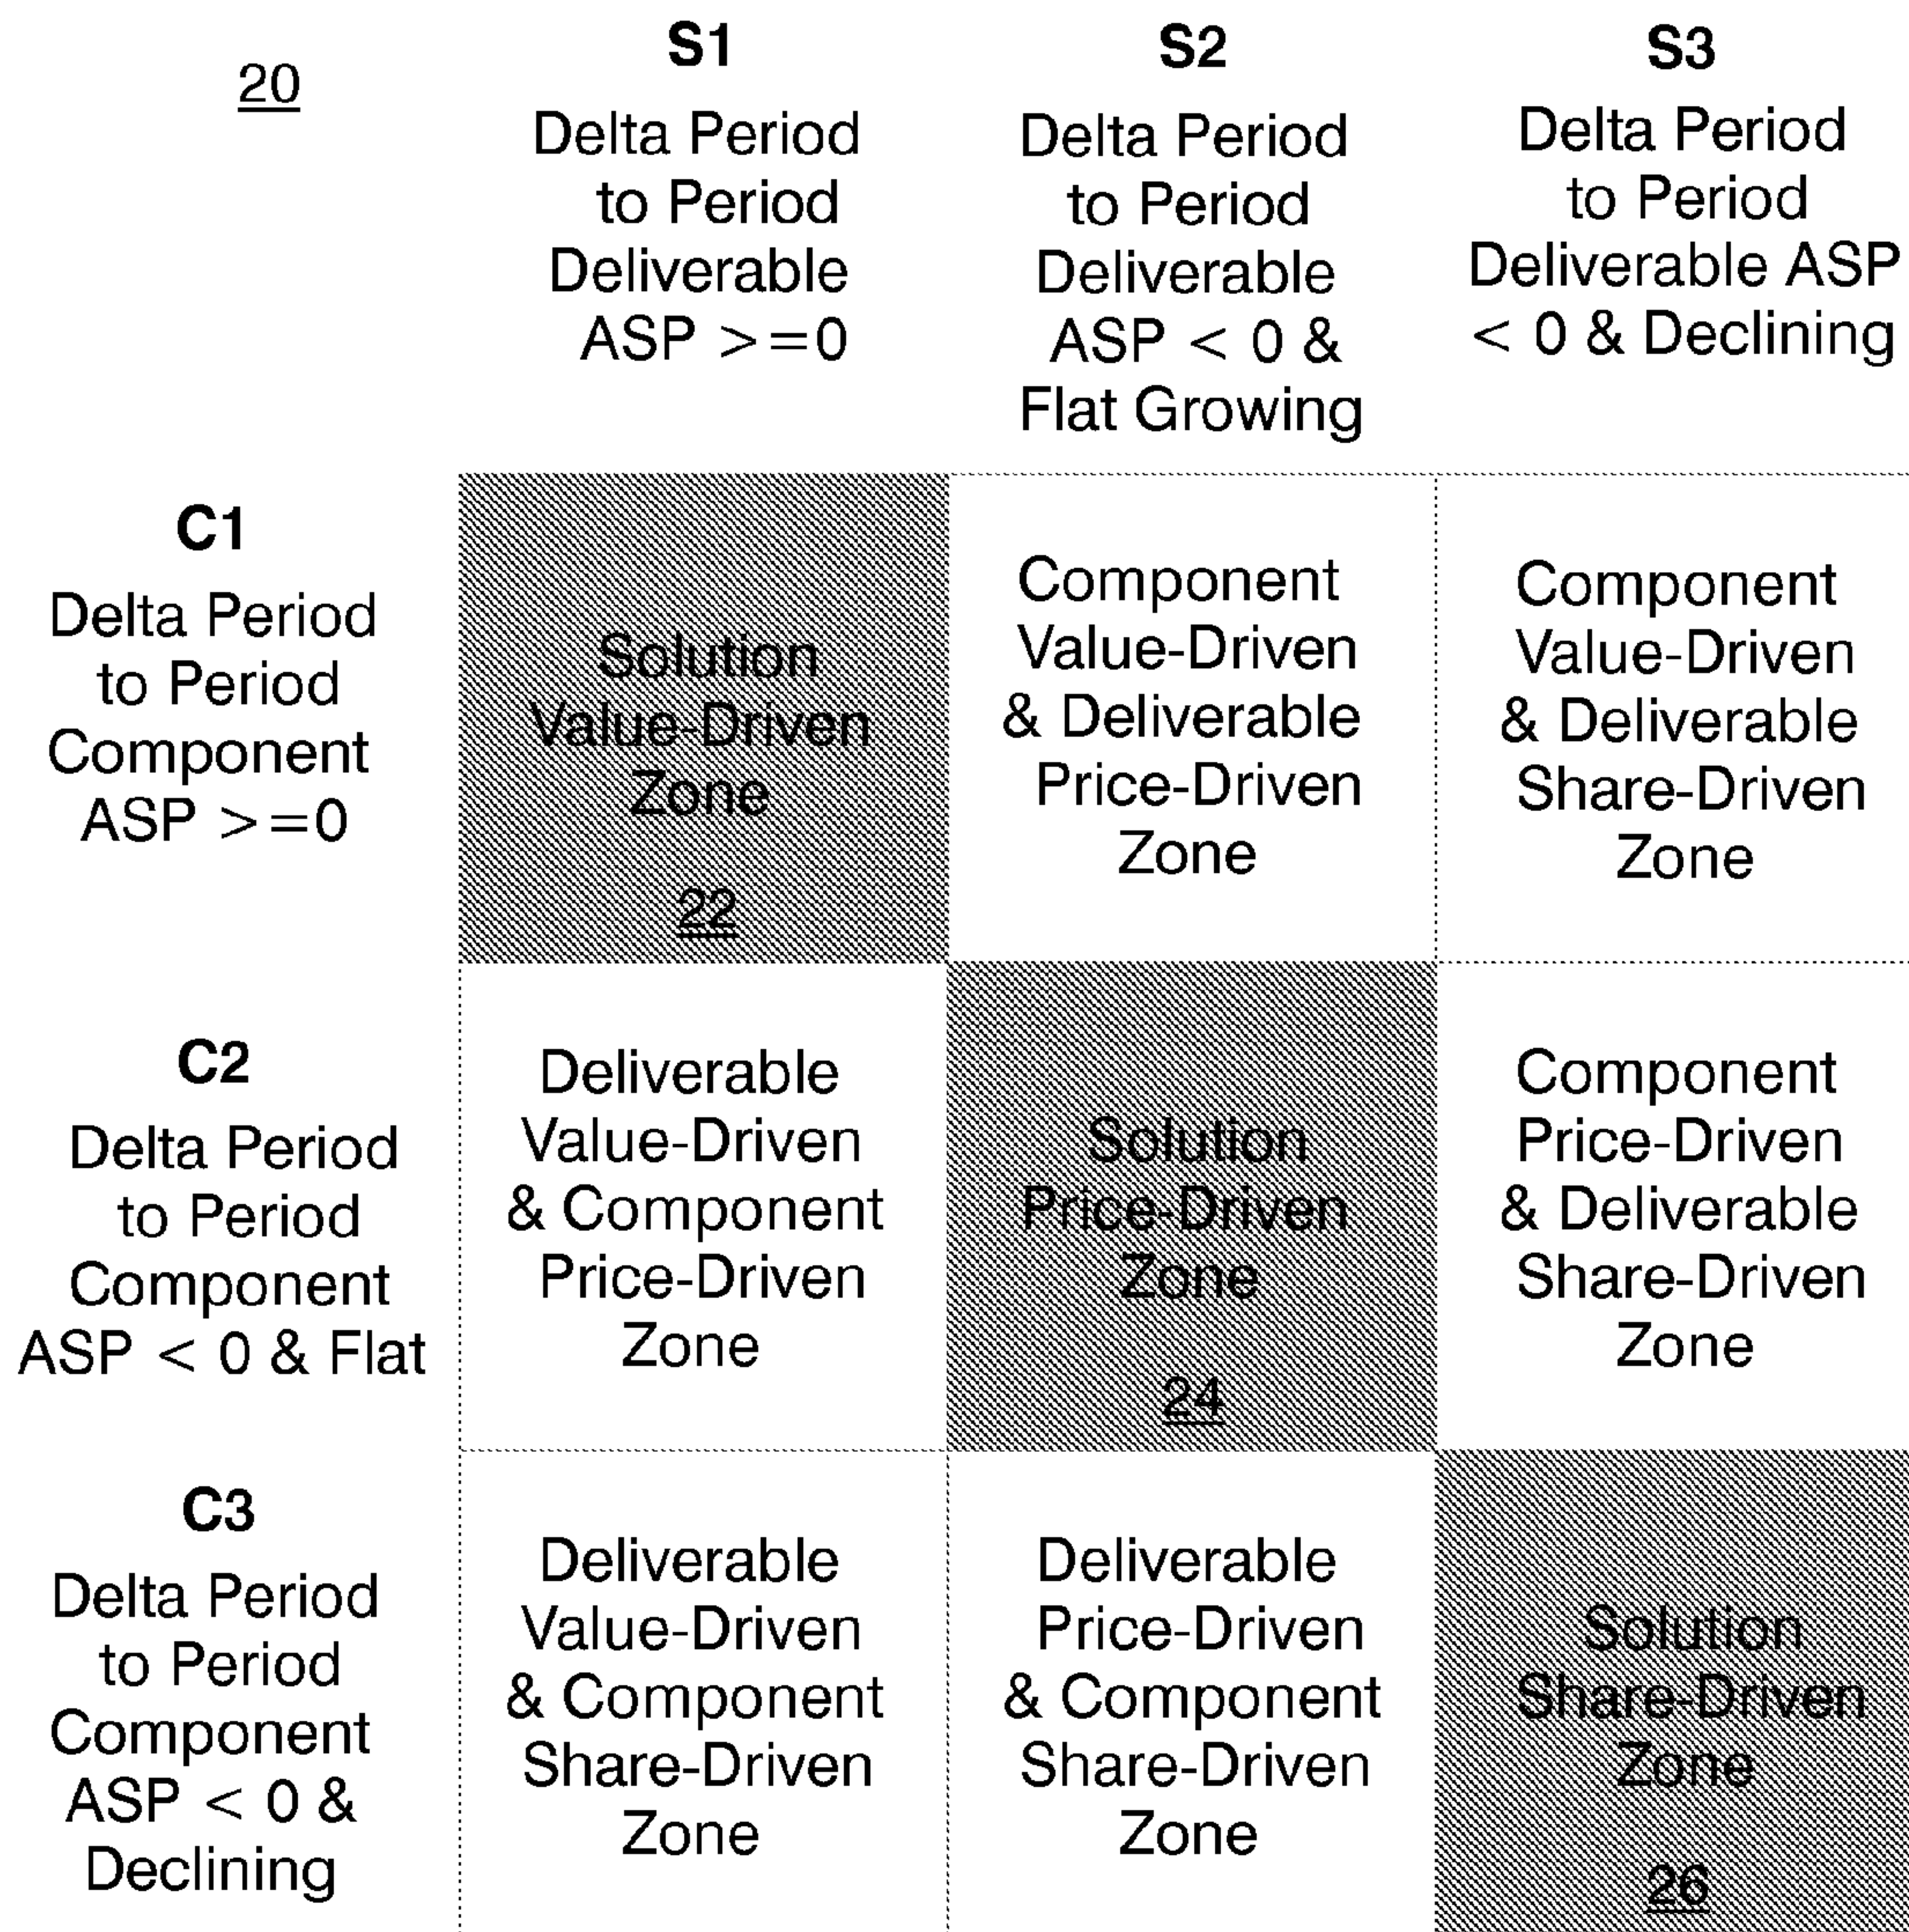 20
S1
Delta Period
to Period
Deliverable
ASP >=0
S2
Delta Period
to Period
Deliverable
ASP < 0 &
Flat Growing
S3
Delta Period
to Period
Deliverable ASP
< 0 & Declining
C1
Delta Period
to Period
Component
ASP >=0
Solution
Value-Driven
Zone
22
Component
Value-Driven
& Deliverable
Price-Driven
Zone
Component
Value-Driven
& Deliverable
Share-Driven
Zone
C2
Delta Period
to Period
Component
ASP < 0 & Flat
Deliverable
Value-Driven
& Component
Price-Driven
Zone
Solution
Price-Driven
Zone
24
Component
Price-Driven
& Deliverable
Share-Driven
Zone
C3
Delta Period
to Period
Component
ASP < 0 &
Declining
Deliverable
Value-Driven
& Component
Share-Driven
Zone
Deliverable
Price-Driven
& Component
Share-Driven
Zone
Solution
Share-Driven
Zone
26